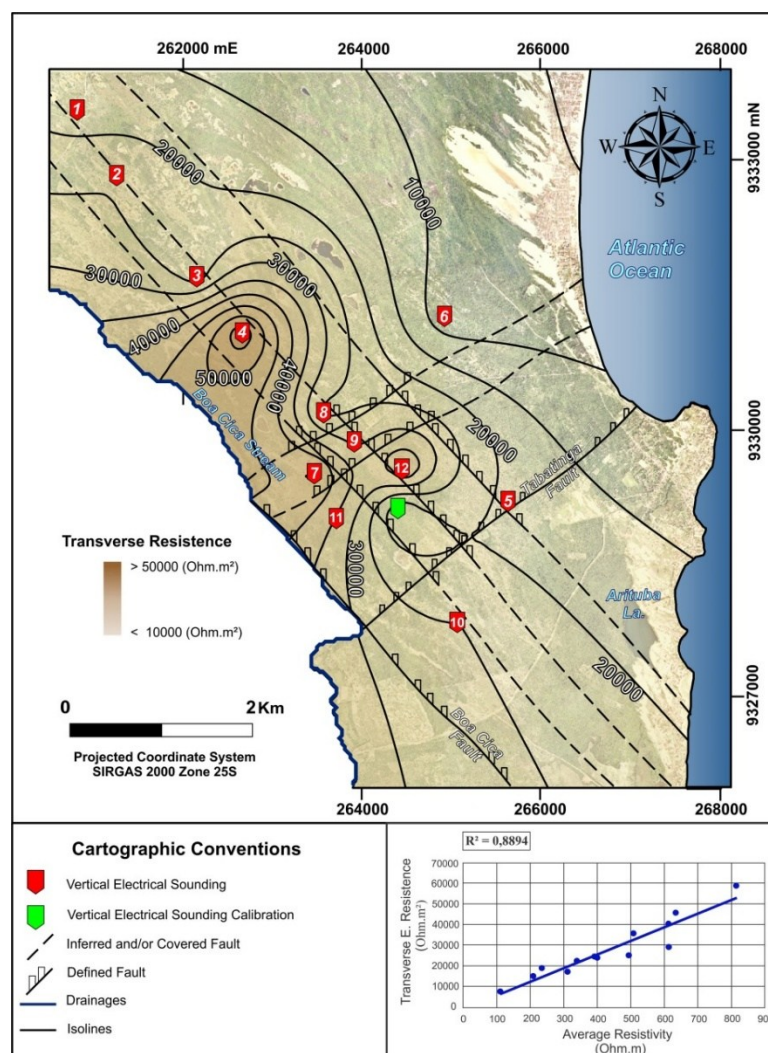 262000 mE
264000
266000
268000
9333000 mN
9330000
9327000
N
W
E
S
Atlantic
Ocean
1
2
3
4
5
6
7
8
9
10
11
12
20000
10000
30000
30000
40000
50000
40000
20000
30000
20000
Boa Cica Stream
Tabatinga
Fault
Arituba
La.
Boa Cica
Fault
Transverse Resistence
> 50000 (Ohm.m²)
< 10000 (Ohm.m²)
0
2 Km
Projected Coordinate System
SIRGAS 2000 Zone 25S
264000
266000
268000
Cartographic Conventions
Vertical Electrical Sounding
Vertical Electrical Sounding Calibration
Inferred and/or Covered Fault
Defined Fault
Drainages
Isolines
R² = 0,8894
Transverse E. Resistence
(Ohm.m²)
70000
60000
50000
40000
30000
20000
10000
0
0
100
200
300
400
500
600
700
800
900
Average Resistivity
(Ohm.m)